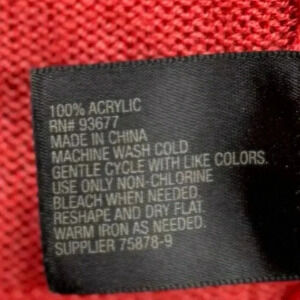 100% ACRYLIC
RN# 93677
MADE IN CHINA
MACHINE WASH COLD
GENTLE CYCLE WITH LIKE COLORS.
USE ONLY NON-CHLORINE
BLEACH WHEN NEEDED.
RESHAPE AND DRY FLAT.
WARM IRON AS NEEDED.
SUPPLIER 75878-9